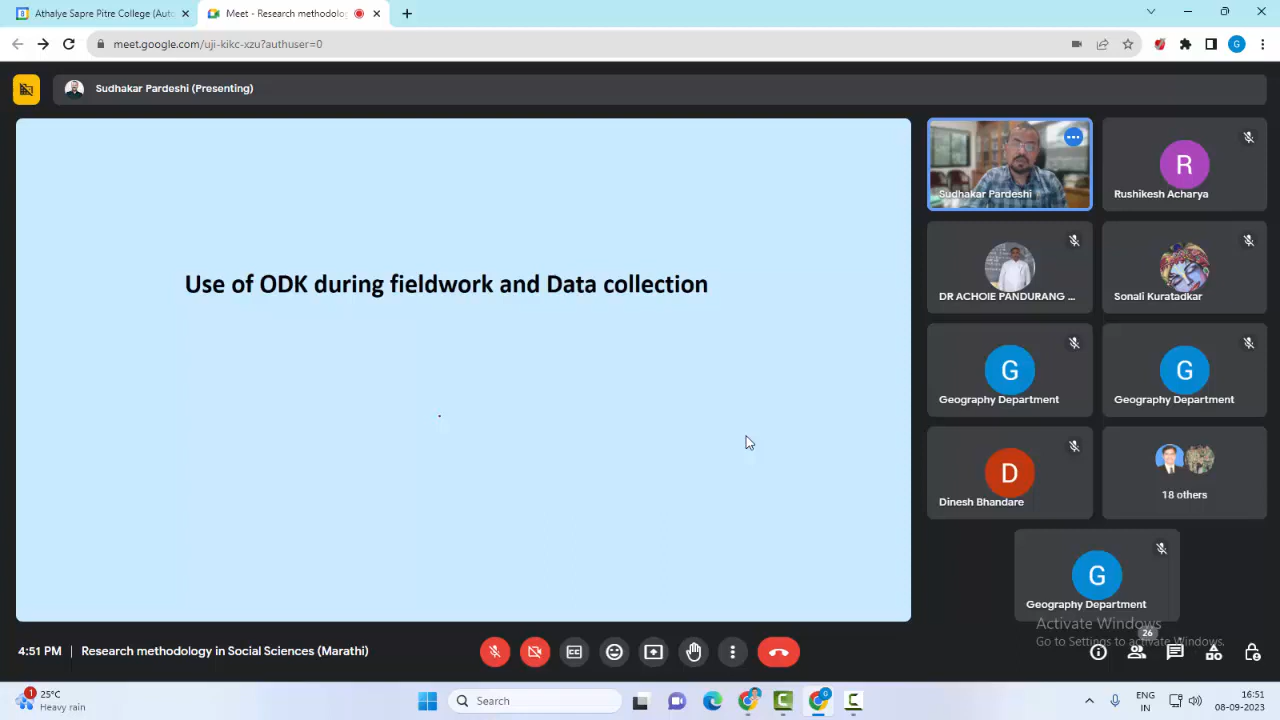 Athalye Sapre Pitre College (Aut
Meet - Research methodolo
meet.google.com/uji-kikc-xzu?authuser=0
G
Sudhakar Pardeshi (Presenting)
Use of ODK during fieldwork and Data collection
Sudhakar Pardeshi
R
Rushikesh Acharya
DR ACHOIE PANDURANG ...
Sonali Kuratadkar
G
Geography Department
G
Geography Department
D
Dinesh Bhandare
18 others
G
Geography Department
Activate Windows
Go to Settings to activate Windows.
26
4:51 PM | Research methodology in Social Sciences (Marathi)
1
25°C
Heavy rain
Search
ENG
IN
16:51
08-09-2023